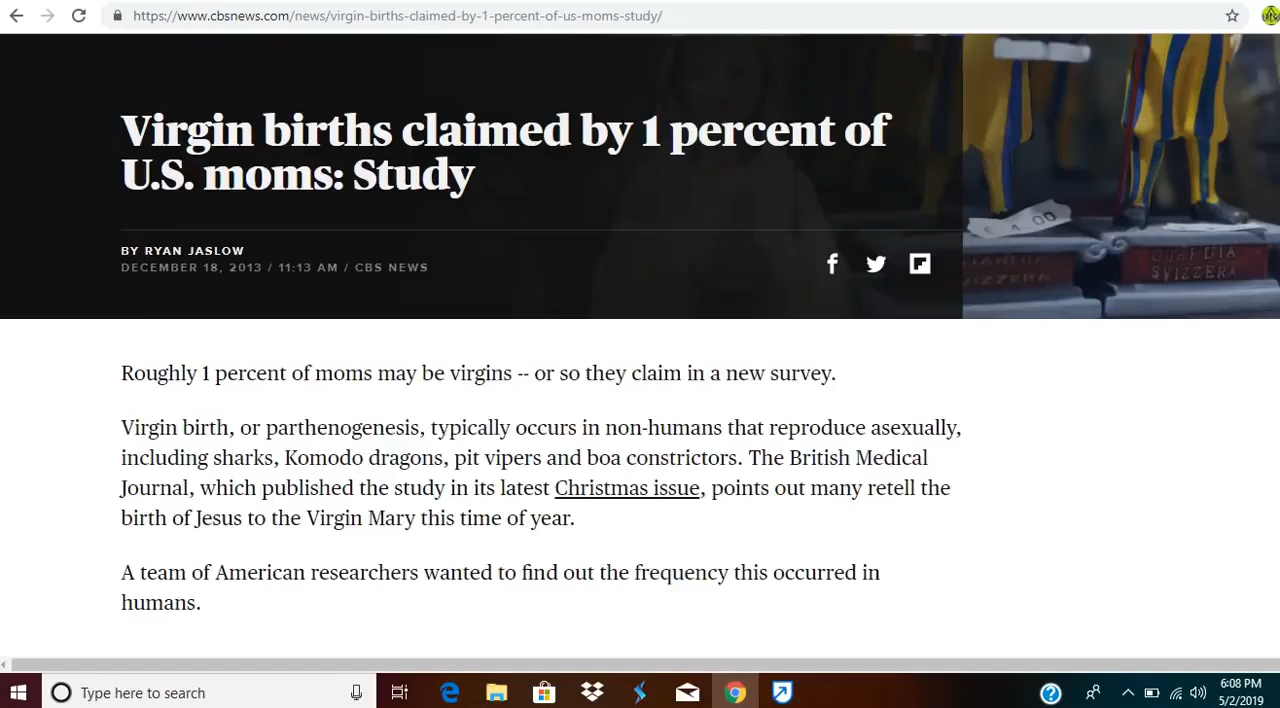 https://www.cbsnews.com/news/virgin-births-claimed-by-1-percent-of-us-moms-study/
Virgin births claimed by 1 percent of
U.S. moms: Study
BY RYAN JASLOW
DECEMBER 18, 2013 / 11:13 AM / CBS NEWS
GUARDIA
SVIZZERA
Roughly 1 percent of moms may be virgins -- or so they claim in a new survey.
Virgin birth, or parthenogenesis, typically occurs in non-humans that reproduce asexually,
including sharks, Komodo dragons, pit vipers and boa constrictors. The British Medical
Journal, which published the study in its latest Christmas issue, points out many retell the
birth of Jesus to the Virgin Mary this time of year.
A team of American researchers wanted to find out the frequency this occurred in
humans.
Type here to search
6:08 PM
5/2/2019